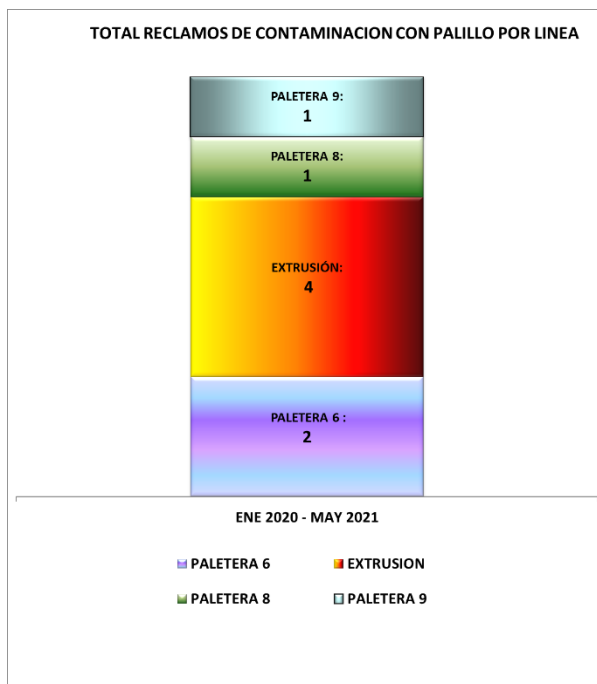 TOTAL RECLAMOS DE CONTAMINACION CON PALILLO POR LINEA
PALETERA 9:
1
PALETERA 8:
1
EXTRUSIÓN:
4
PALETERA 6 :
2
ENE 2020 - MAY 2021
PALETERA 6
EXTRUSION
PALETERA 8
PALETERA 9